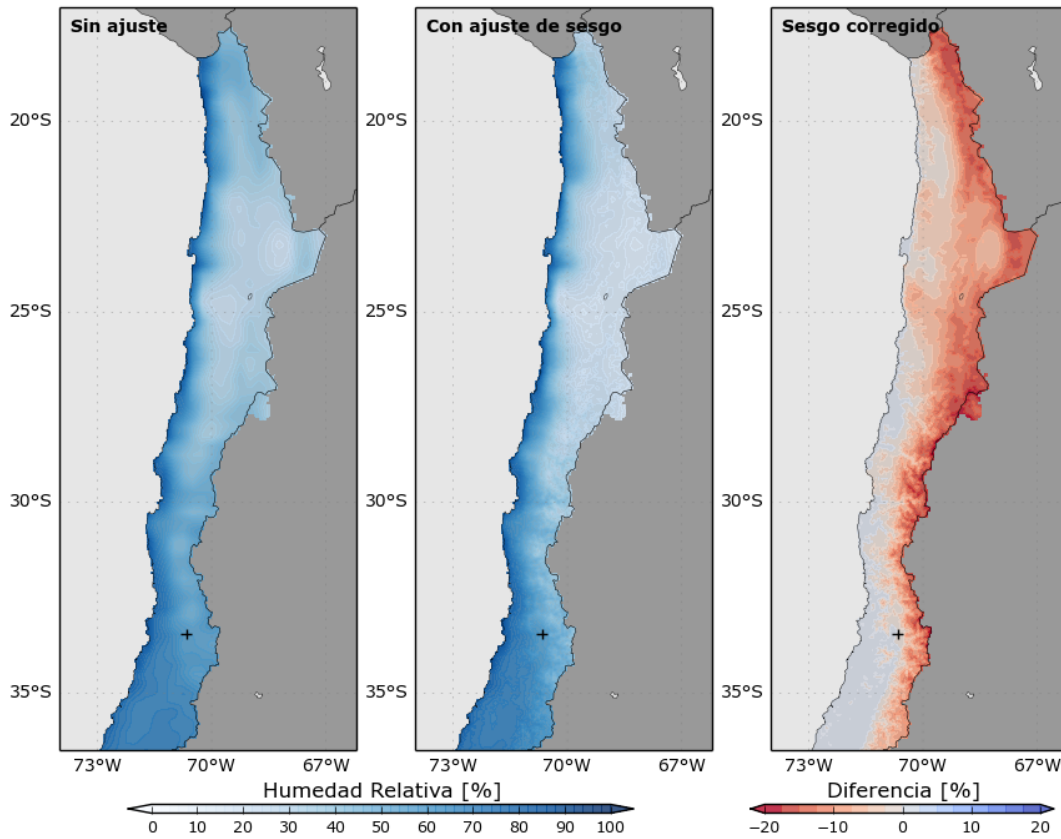 Sin ajuste
Con ajuste de sesgo
Sesgo corregido
20°S
20°S
20°S
25°S
25°S
25°S
30°S
30°S
30°S
35°S
35°S
35°S
73°W 70°W 67°W
73°W 70°W 67°W
73°W 70°W 67°W
Humedad Relativa [%]
0 10 20 30 40 50 60 70 80 90 100
Diferencia [%]
−20 −10 0 10 20